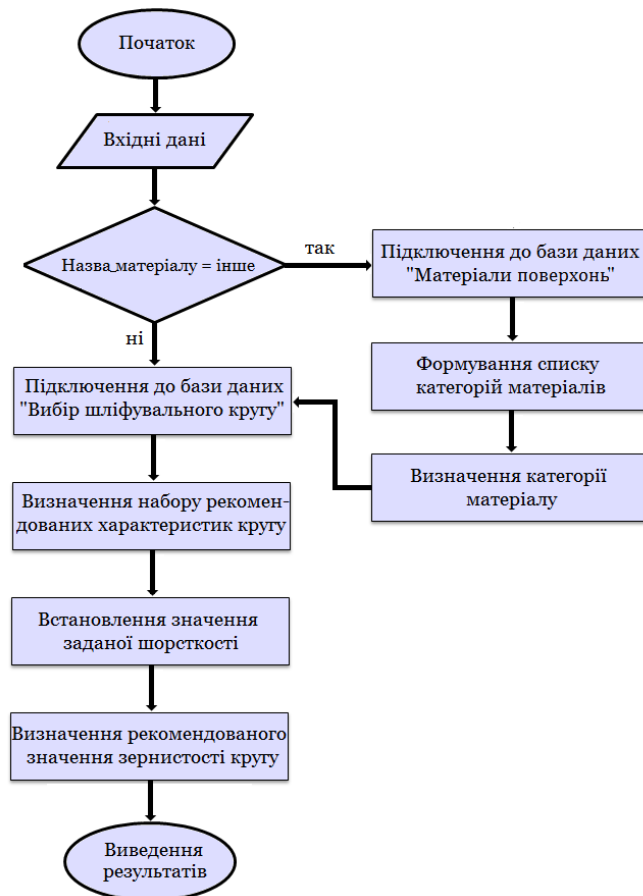 Початок
Вхідні дані
Назва_матеріалу = інше
так
ні
Підключення до бази даних
"Матеріали поверхонь"
Формування списку
категорій матеріалів
Визначення категорії
матеріалу
Підключення до бази даних
"Вибір шліфувального кругу"
Визначення набору рекомен-
дованих характеристик кругу
Встановлення значення
заданої шорсткості
Визначення рекомендованого
значення зернистості кругу
Виведення
результатів